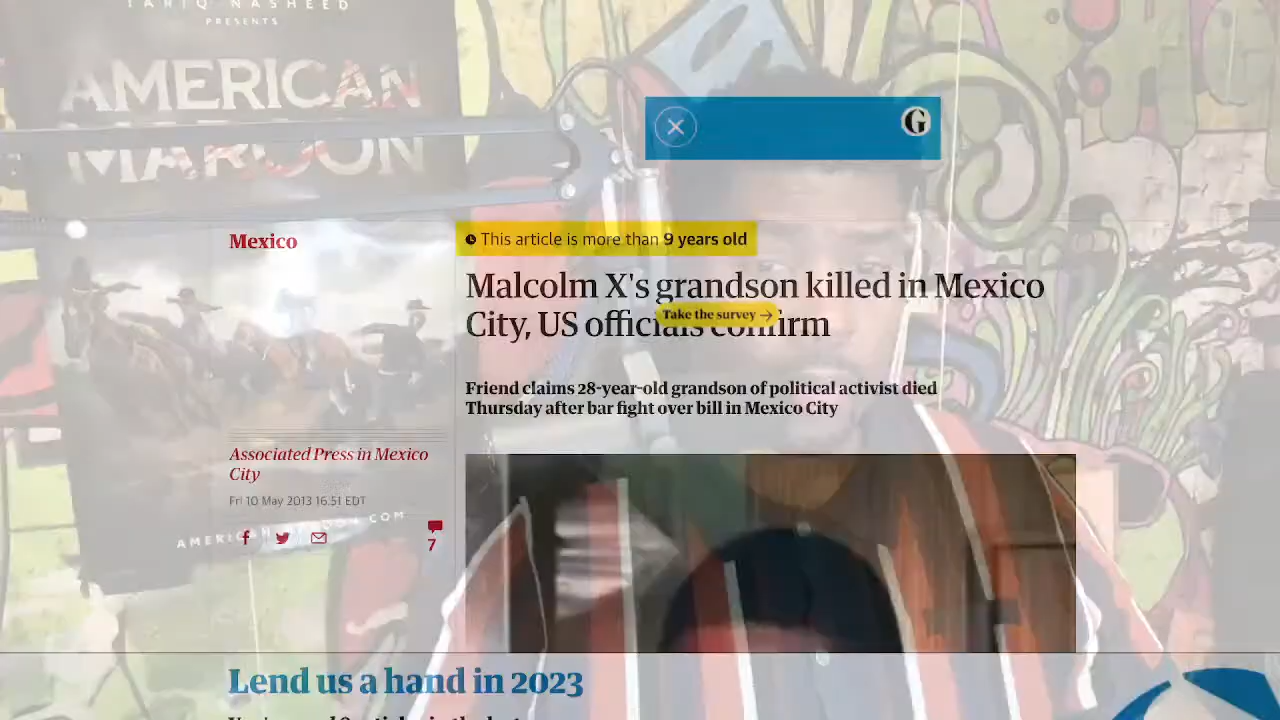 TARIQ NASHEED
PRESENTS
AMERICAN
MAROON
G
Mexico
This article is more than 9 years old
Malcolm X's grandson killed in Mexico
City, US officials confirm
Take the survey →
Friend claims 28-year-old grandson of political activist died
Thursday after bar fight over bill in Mexico City
Associated Press in Mexico
City
Fri 10 May 2013 16.51 EDT
7
Lend us a hand in 2023